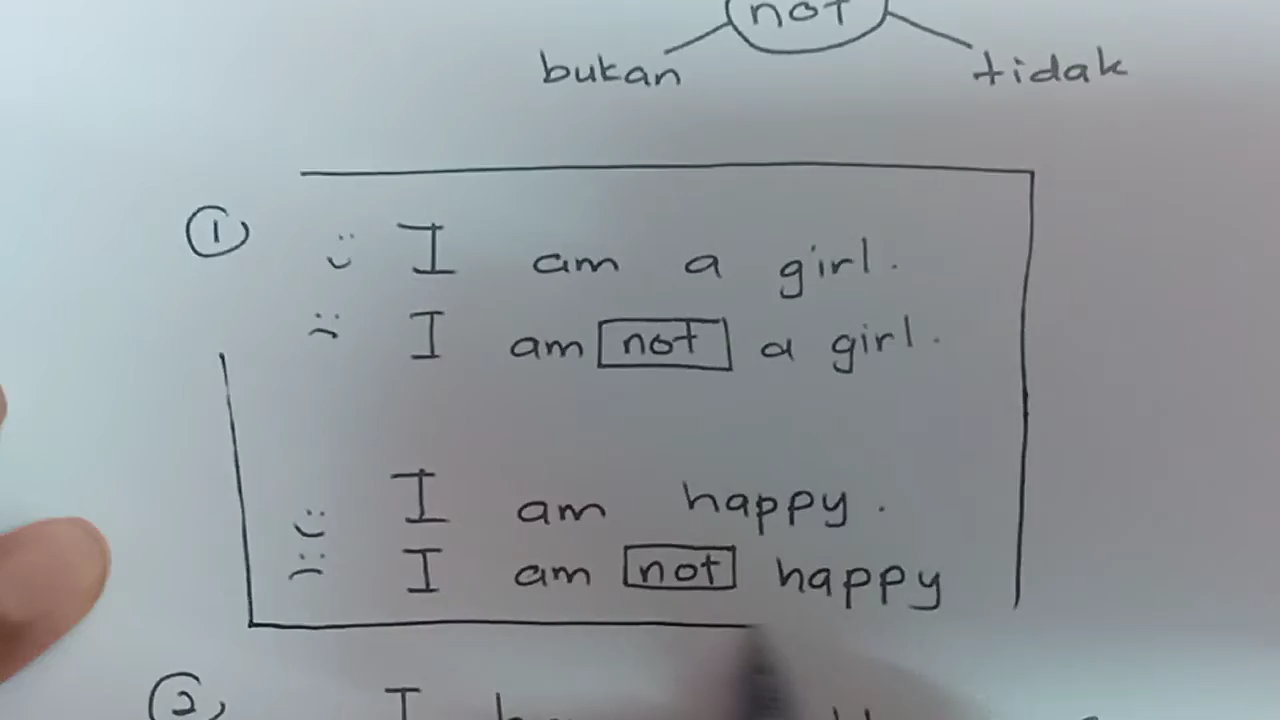 not
bukan tidak
1 I am a girl.
I am not a girl.
I am happy.
I am not happy
2 I